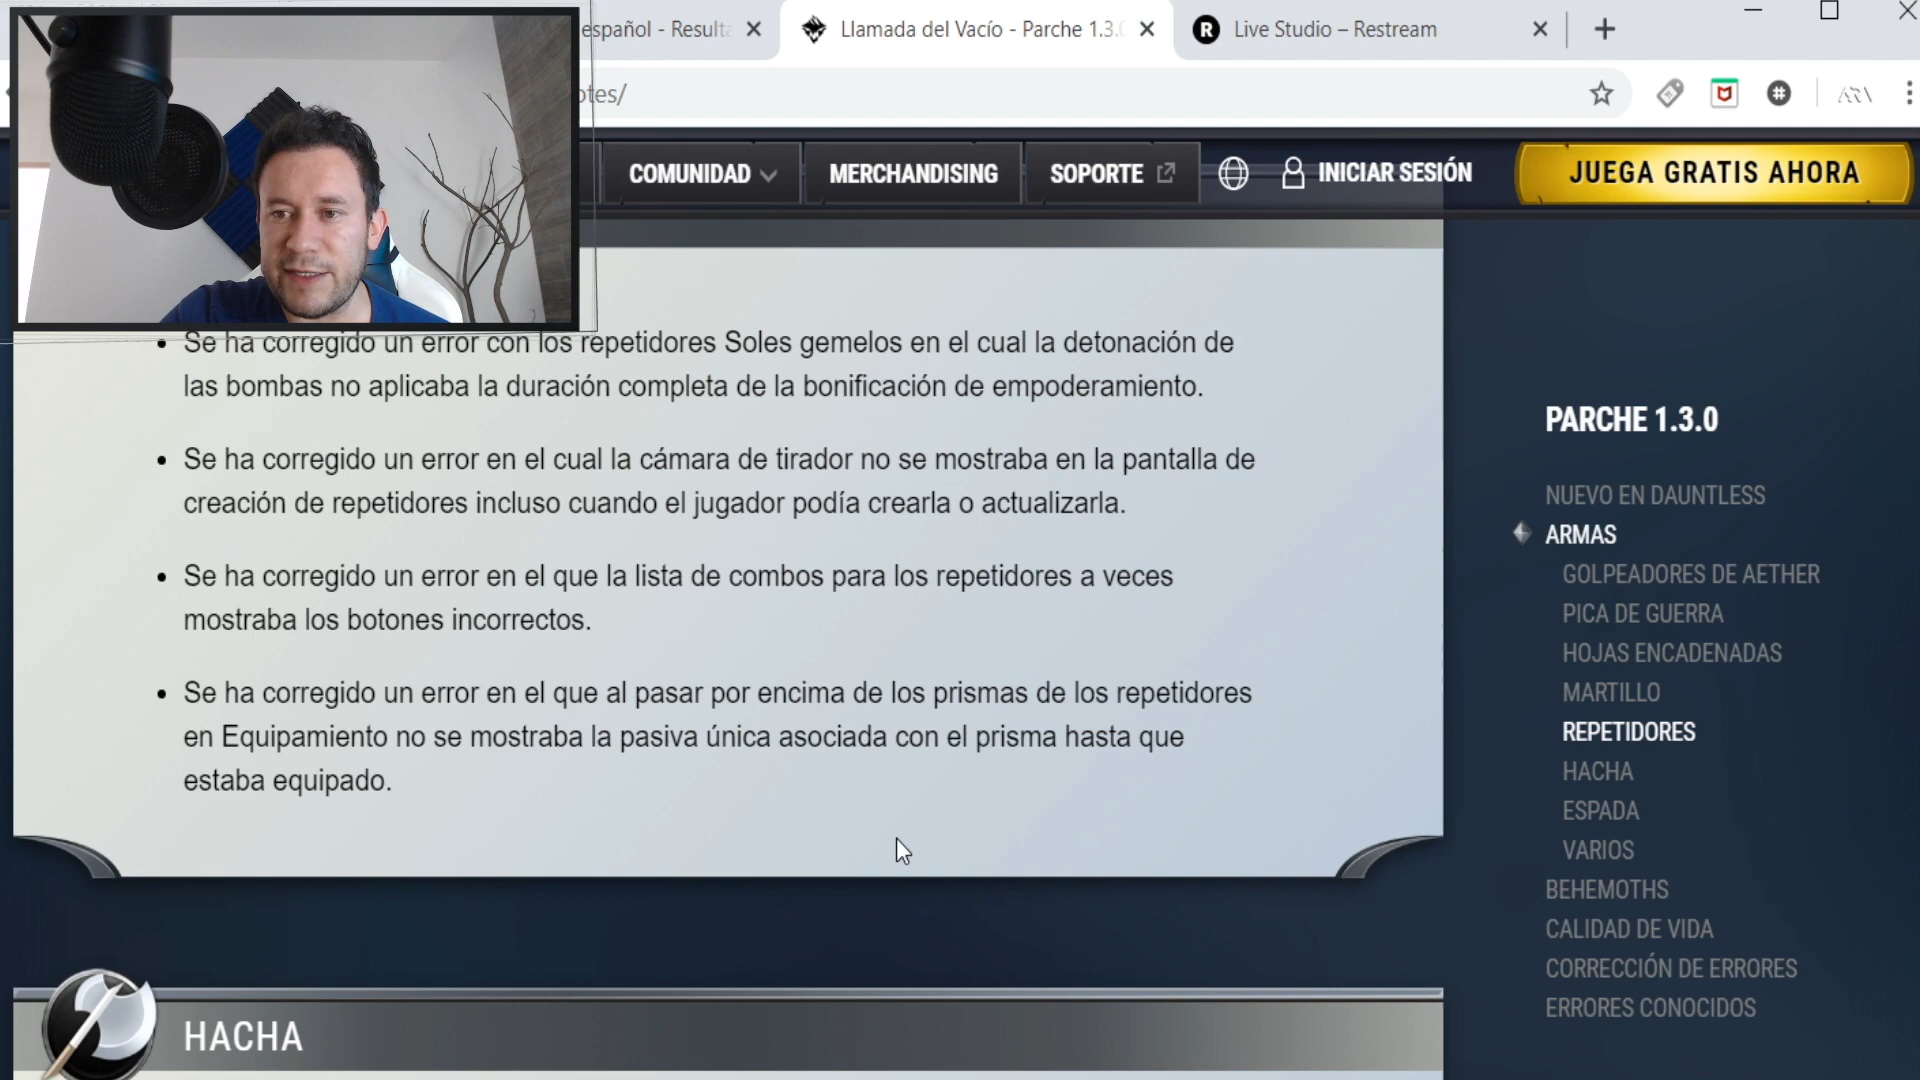 español - Result
Llamada del Vacío - Parche 1.3.0
R
Live Studio – Restream
otes/
COMUNIDAD
MERCHANDISING
SOPORTE
INICIAR SESIÓN
JUEGA GRATIS AHORA
Se ha corregido un error con los repetidores Soles gemelos en el cual la detonación de
las bombas no aplicaba la duración completa de la bonificación de empoderamiento.
Se ha corregido un error en el cual la cámara de tirador no se mostraba en la pantalla de
creación de repetidores incluso cuando el jugador podía crearla o actualizarla.
Se ha corregido un error en el que la lista de combos para los repetidores a veces
mostraba los botones incorrectos.
Se ha corregido un error en el que al pasar por encima de los prismas de los repetidores
en Equipamiento no se mostraba la pasiva única asociada con el prisma hasta que
estaba equipado.
HACHA
PARCHE 1.3.0
NUEVO EN DAUNTLESS
ARMAS
GOLPEADORES DE AETHER
PICA DE GUERRA
HOJAS ENCADENADAS
MARTILLO
REPETIDORES
HACHA
ESPADA
VARIOS
BEHEMOTHS
CALIDAD DE VIDA
CORRECCIÓN DE ERRORES
ERRORES CONOCIDOS